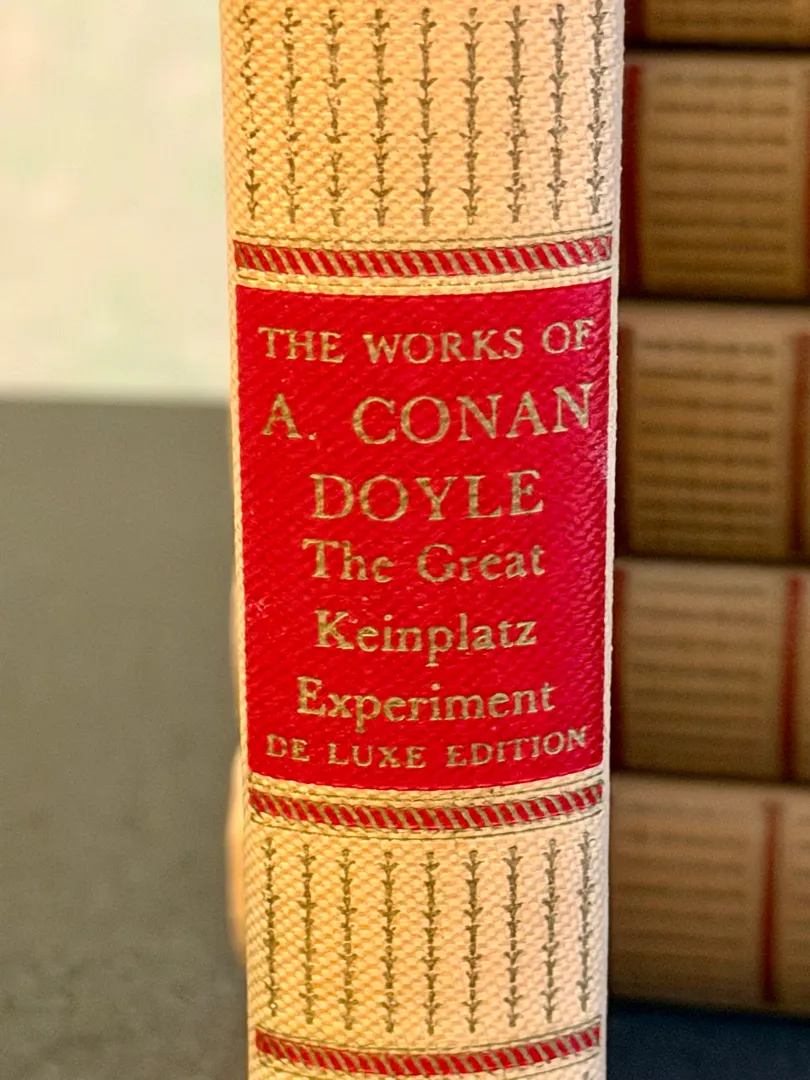 THE WORKS OF
A. CONAN
DOYLE
The Great
Keinplatz
Experiment
DE LUXE EDITION